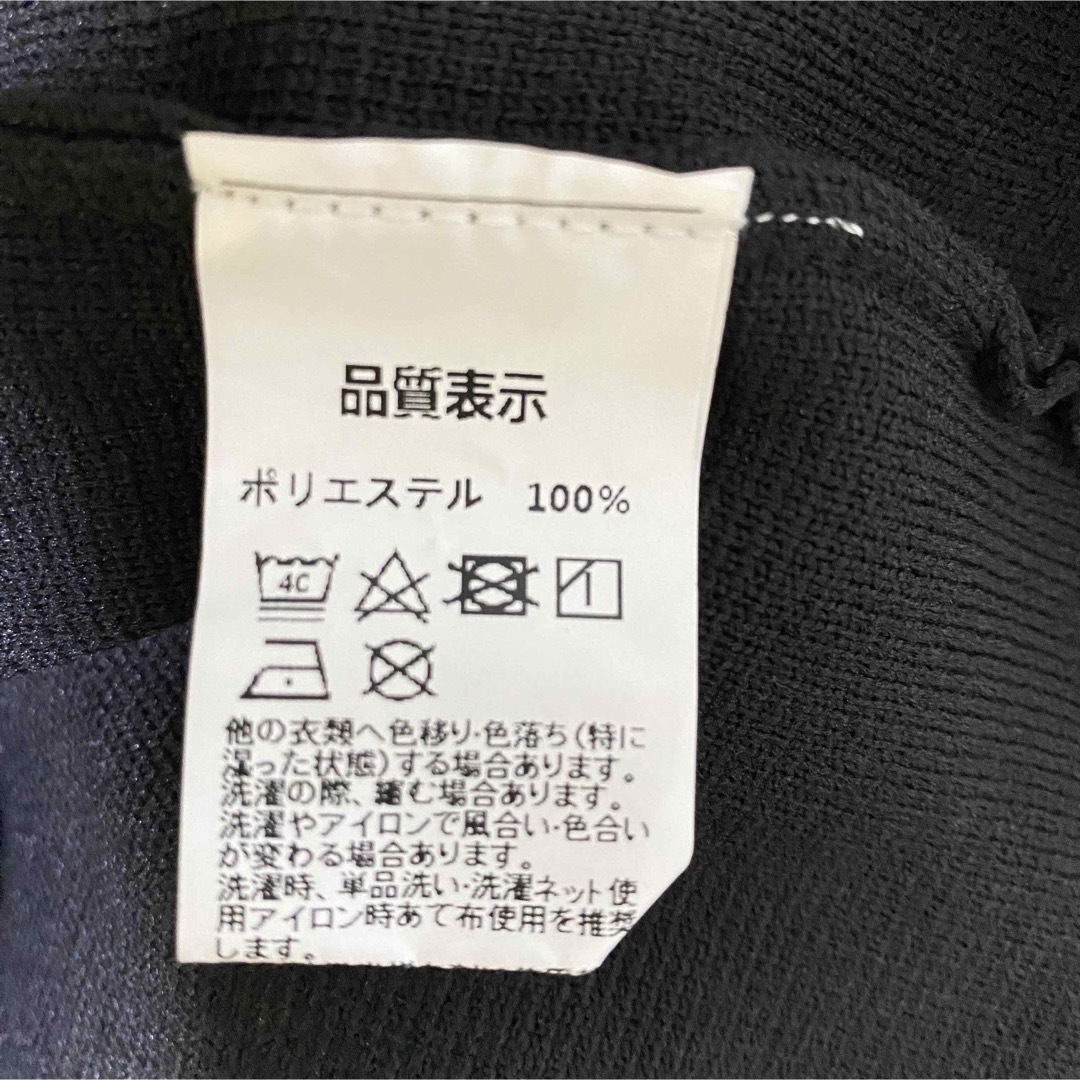 品質表示
ポリエステル 100%
4C
他の衣類へ色移り·色落ち(特に
湿った状態)する場合あります。
洗濯の際、縮む場合あります。
洗濯やアイロンで風合い·色合い
が変わる場合あります。
洗濯時、単品洗い·洗濯ネット使
用アイロン時あて布使用を推奨
します。